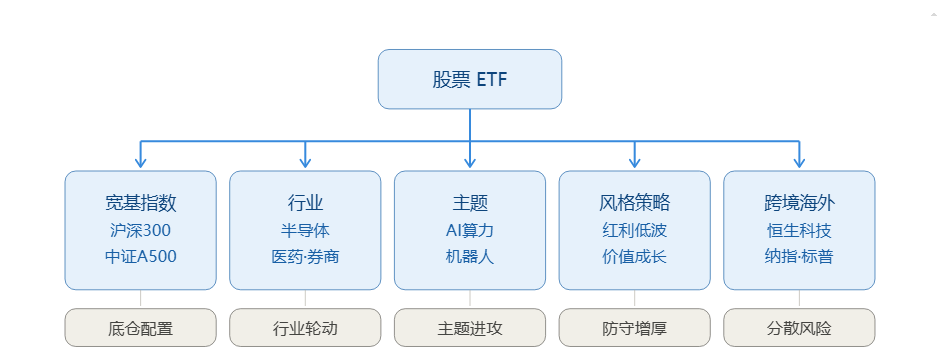 股票 ETF
宽基指数
沪深300
中证A500
行业
半导体
医药·券商
主题
AI算力
机器人
风格策略
红利低波
价值成长
跨境海外
恒生科技
纳指·标普
底仓配置
行业轮动
主题进攻
防守增厚
分散风险